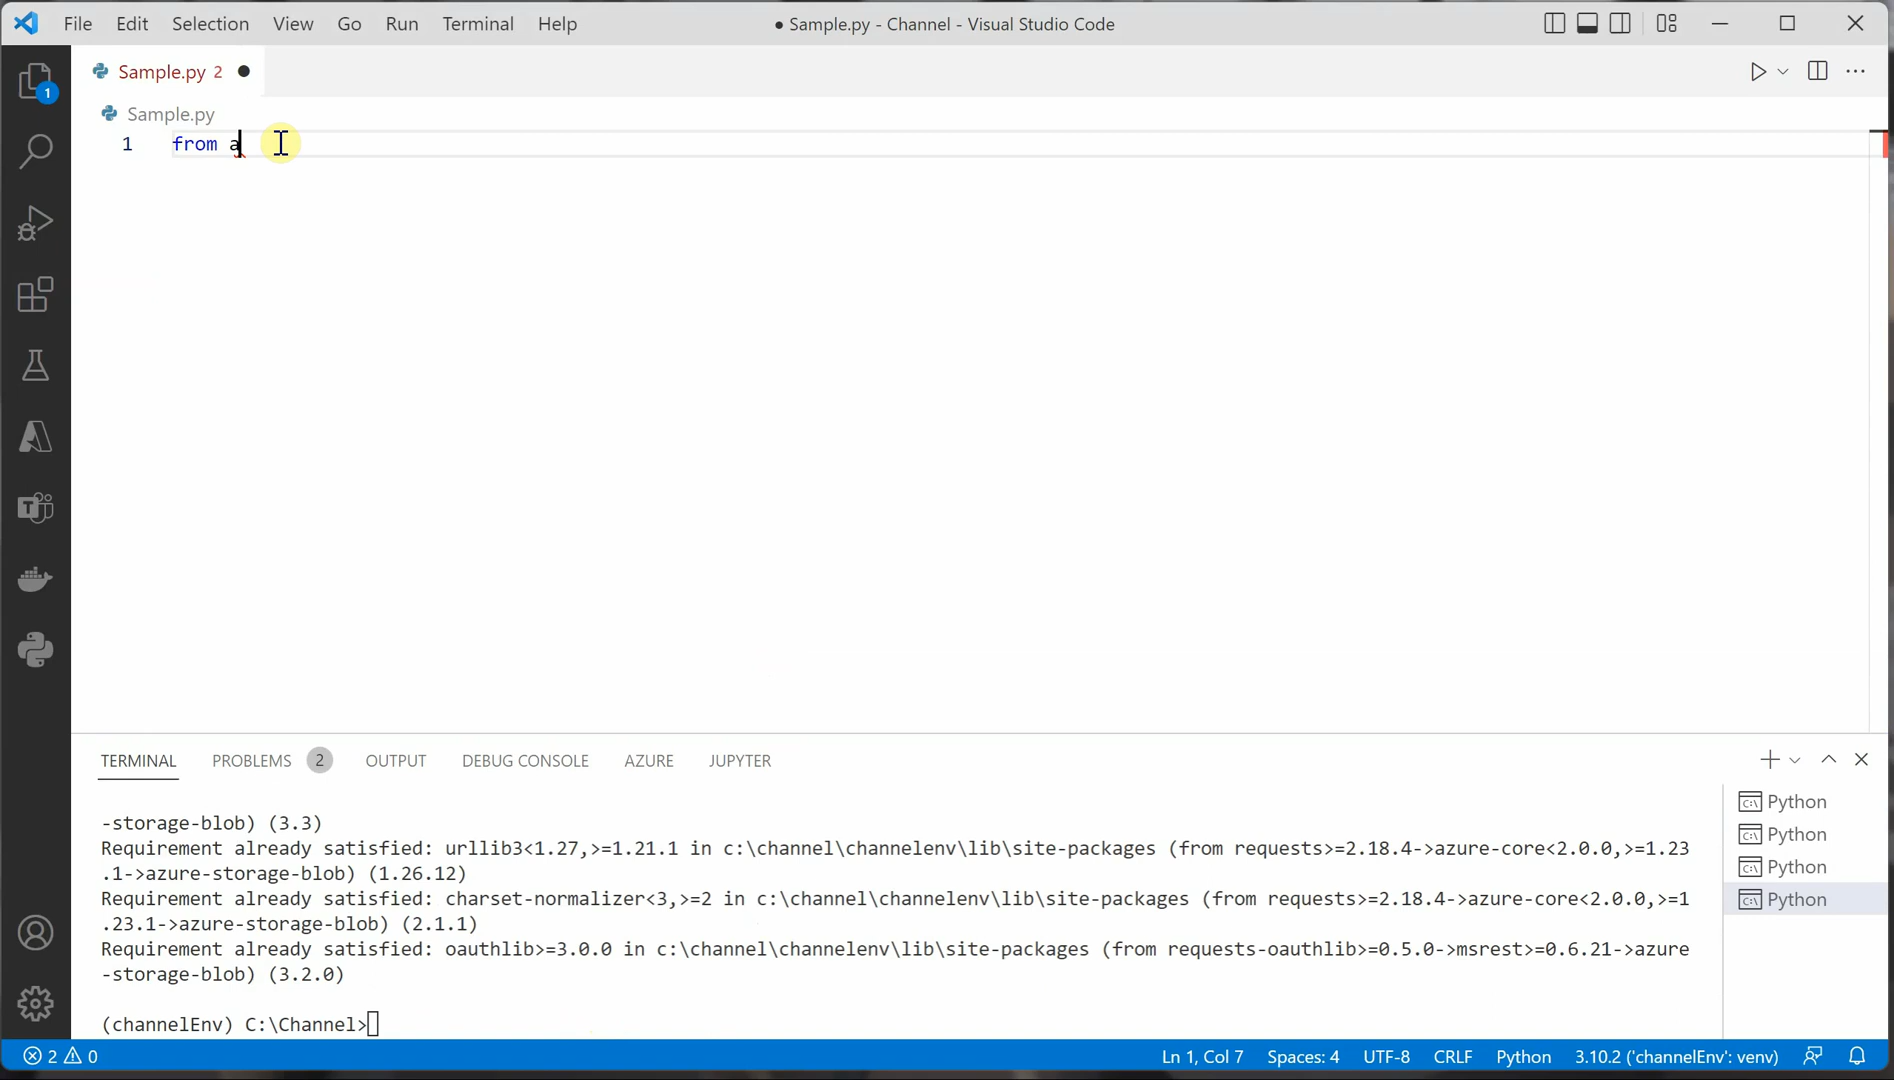 File Edit Selection View Go Run Terminal Help
● Sample.py - Channel - Visual Studio Code
1
Sample.py 2 ●
Sample.py
1 from a
TERMINAL PROBLEMS 2 OUTPUT DEBUG CONSOLE AZURE JUPYTER
-storage-blob) (3.3)
Requirement already satisfied: urllib3<1.27,>=1.21.1 in c:\channel\channelenv\lib\site-packages (from requests>=2.18.4->azure-core<2.0.0,>=1.23
.1->azure-storage-blob) (1.26.12)
Requirement already satisfied: charset-normalizer<3,>=2 in c:\channel\channelenv\lib\site-packages (from requests>=2.18.4->azure-core<2.0.0,>=1
.23.1->azure-storage-blob) (2.1.1)
Requirement already satisfied: oauthlib>=3.0.0 in c:\channel\channelenv\lib\site-packages (from requests-oauthlib>=0.5.0->msrest>=0.6.21->azure
-storage-blob) (3.2.0)
(channelEnv) C:\Channel>
Python
Python
Python
Python
2 0
Ln 1, Col 7 Spaces: 4 UTF-8 CRLF Python 3.10.2 ('channelEnv': venv)